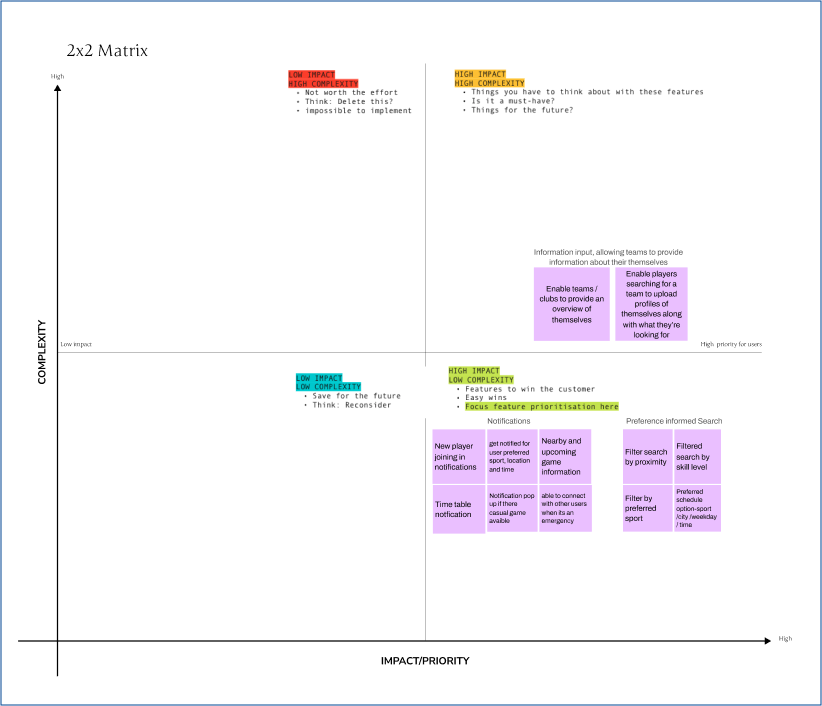 2x2 Matrix
High
LOW IMPACT
HIGH COMPLEXITY
• Not worth the effort
• Think: Delete this?
• impossible to implement
HIGH IMPACT
HIGH COMPLEXITY
• Things you have to think about with these features
• Is it a must-have?
• Things for the future?
Information input, allowing teams to provide
information about their themselves
Enable teams /
clubs to provide an
overview of
themselves
Enable players
searching for a
team to upload
profiles of
themselves along
with what they're
looking for
COMPLEXITY
Low impact
High priority for users
LOW IMPACT
LOW COMPLEXITY
• Save for the future
• Think: Reconsider
HIGH IMPACT
LOW COMPLEXITY
• Features to win the customer
• Easy wins
• Focus feature prioritisation here
Notifications
New player
joining in
notifications
get notified for
user preferred
sport, location
and time
Nearby and
upcoming
game
information
Time table
notfication
Notification pop
up if there
casual game
avaible
able to connect
with other users
when its an
emergency
Preference informed Search
Filter search
by proximity
Filtered
search by
skill level
Filter by
preferred
sport
Preferred
schedule
option-sport
/city /weekday
/ time
High
IMPACT/PRIORITY